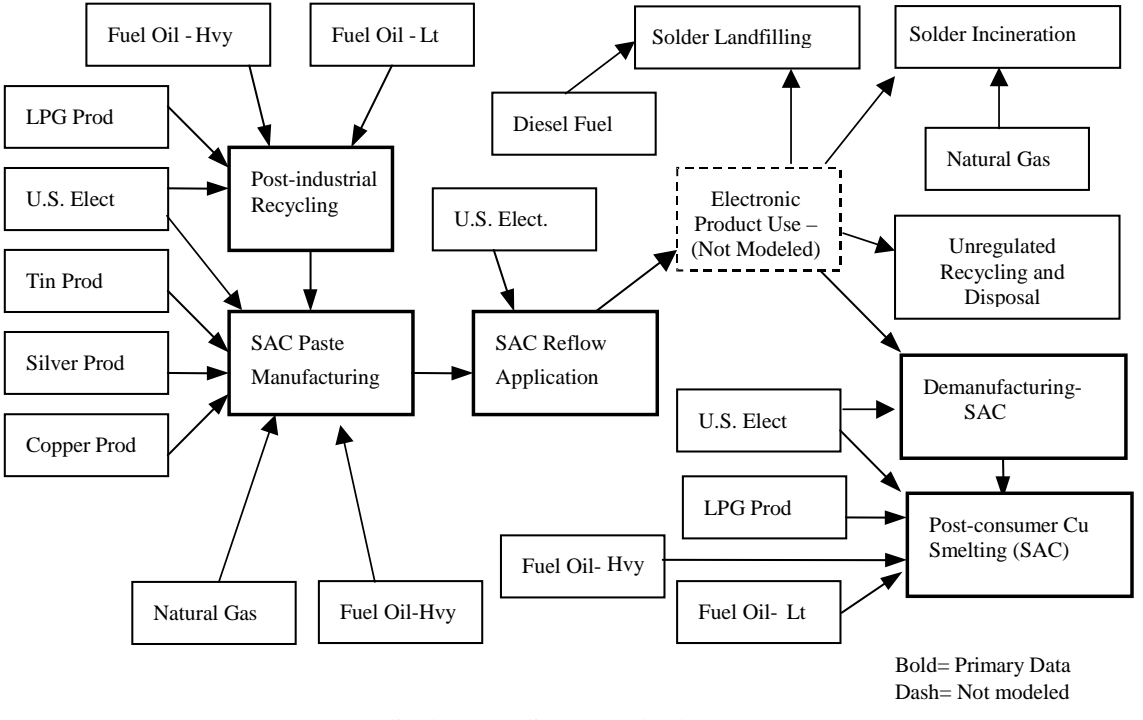 Fuel Oil - Hvy
Fuel Oil - Lt
Solder Landfilling
Solder Incineration
LPG Prod
Diesel Fuel
Natural Gas
Post-industrial
Recycling
U.S. Elect
U.S. Elect.
Electronic
Product Use –
(Not Modeled)
Unregulated
Recycling and
Disposal
Tin Prod
SAC Paste
Manufacturing
SAC Reflow
Application
Silver Prod
Copper Prod
Demanufacturing-
SAC
U.S. Elect
LPG Prod
Post-consumer Cu
Smelting (SAC)
Fuel Oil- Hvy
Natural Gas
Fuel Oil-Hvy
Fuel Oil- Lt
Bold= Primary Data
Dash= Not modeled